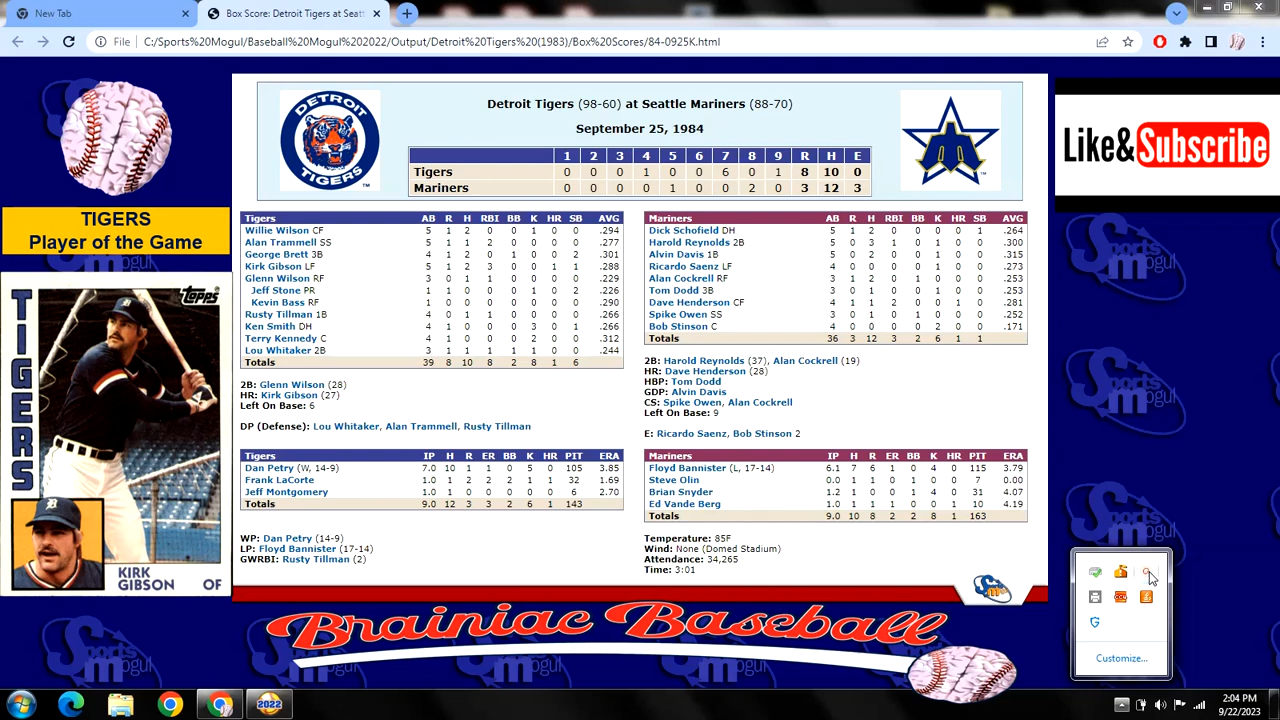 New Tab
Box Score: Detroit Tigers at Seatt
File
C:/Sports%20Mogul/Baseball%20Mogul%202022/Output/Detroit%20Tigers(1983)/Box%20Scores/84-0925K.html
Detroit Tigers (98-60) at Seattle Mariners (88-70)
September 25, 1984
DETROIT TIGERS
1 2 3 4 5 6 7 8 9 R H E
Tigers 0 0 0 1 0 0 6 0 1 8 10 0
Mariners 0 0 0 0 1 0 0 2 0 3 12 3
Like&Subscribe
TIGERS
Player of the Game
Topps
TIGERS
KIRK
GIBSON OF
Tigers AB R H RBI BB K HR SB AVG
Willie Wilson CF 5 1 2 0 0 1 0 0 .294
Alan Trammell SS 5 1 1 2 0 0 0 0 .277
George Brett 3B 4 1 2 0 1 0 0 2 .301
Kirk Gibson LF 5 1 2 3 0 0 1 1 .288
Glenn Wilson RF 3 0 1 1 0 0 0 0 .229
Jeff Stone PR 1 1 0 0 0 0 0 2 .226
Kevin Bass RF 1 0 0 0 0 0 0 0 .290
Rusty Tillman 1B 4 0 1 1 0 0 0 0 .266
Ken Smith DH 4 1 0 0 0 3 0 1 .266
Terry Kennedy C 4 1 0 0 0 2 0 0 .312
Lou Whitaker 2B 3 1 1 1 1 1 0 0 .244
Totals 39 8 10 8 2 8 1 6
2B: Glenn Wilson (28)
HR: Kirk Gibson (27)
Left On Base: 6
DP (Defense): Lou Whitaker, Alan Trammell, Rusty Tillman
Tigers IP H R ER BB K HR PIT ERA
Dan Petry (W, 14-9) 7.0 10 1 1 0 5 0 105 3.85
Frank LaCorte 1.0 1 2 2 2 1 1 32 1.69
Jeff Montgomery 1.0 1 0 0 0 0 0 6 2.70
Totals 9.0 12 3 3 2 6 1 143
WP: Dan Petry (14-9)
LP: Floyd Bannister (17-14)
GWRBI: Rusty Tillman (2)
Mariners AB R H RBI BB K HR SB AVG
Dick Schofield DH 5 1 2 0 0 0 0 1 .264
Harold Reynolds 2B 5 0 3 1 0 1 0 0 .300
Alvin Davis 1B 5 0 2 0 0 0 0 0 .315
Ricardo Saenz LF 4 0 0 0 0 1 0 0 .273
Alan Cockrell RF 3 1 2 0 1 0 0 0 .253
Tom Dodd 3B 3 0 1 0 0 0 0 0 .253
Dave Henderson CF 4 1 1 2 0 1 1 0 .281
Spike Owen SS 3 0 1 0 1 1 0 0 .252
Bob Stinson C 4 0 0 0 0 2 0 0 .171
Totals 36 3 12 3 2 6 1 1
2B: Harold Reynolds (37), Alan Cockrell (19)
HR: Dave Henderson (28)
HBP: Tom Dodd
GDP: Alvin Davis
CS: Spike Owen, Alan Cockrell
Left On Base: 9
E: Ricardo Saenz, Bob Stinson 2
Mariners IP H R ER BB K HR PIT ERA
Floyd Bannister (L, 17-14) 6.1 7 6 1 0 4 0 115 3.79
Steve Olin 0.0 1 1 0 1 0 0 7 0.00
Brian Snyder 1.2 1 0 0 1 4 0 31 4.07
Ed Vande Berg 1.0 1 1 1 0 0 1 10 4.19
Totals 9.0 10 8 2 2 8 1 163
Temperature: 85F
Wind: None (Domed Stadium)
Attendance: 34,265
Time: 3:01
Brainiac Baseball
Sports Mogul
Customize...
2022
2:04 PM
9/22/2023